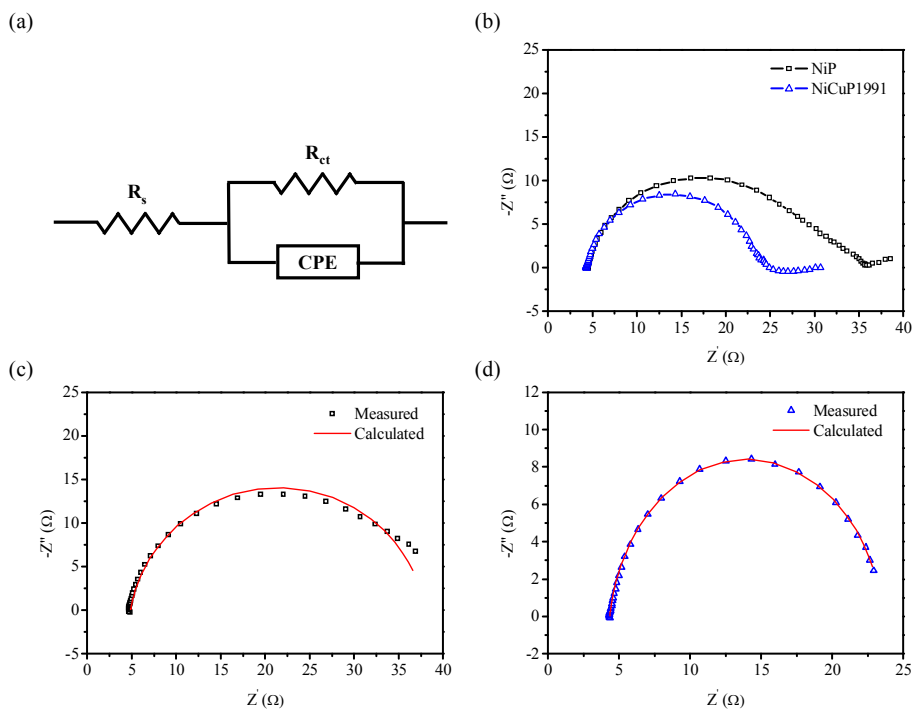 (a)
R_s
R_ct
CPE
(b)
NiP
NiCuP1991
25
20
15
10
5
0
-5
0 5 10 15 20 25 30 35 40
-Z'' (Ω)
Z' (Ω)
(c)
Measured
Calculated
25
20
15
10
5
0
-5
0 5 10 15 20 25 30 35 40
-Z'' (Ω)
Z' (Ω)
(d)
Measured
Calculated
12
10
8
6
4
2
0
-2
0 5 10 15 20 25
-Z'' (Ω)
Z' (Ω)